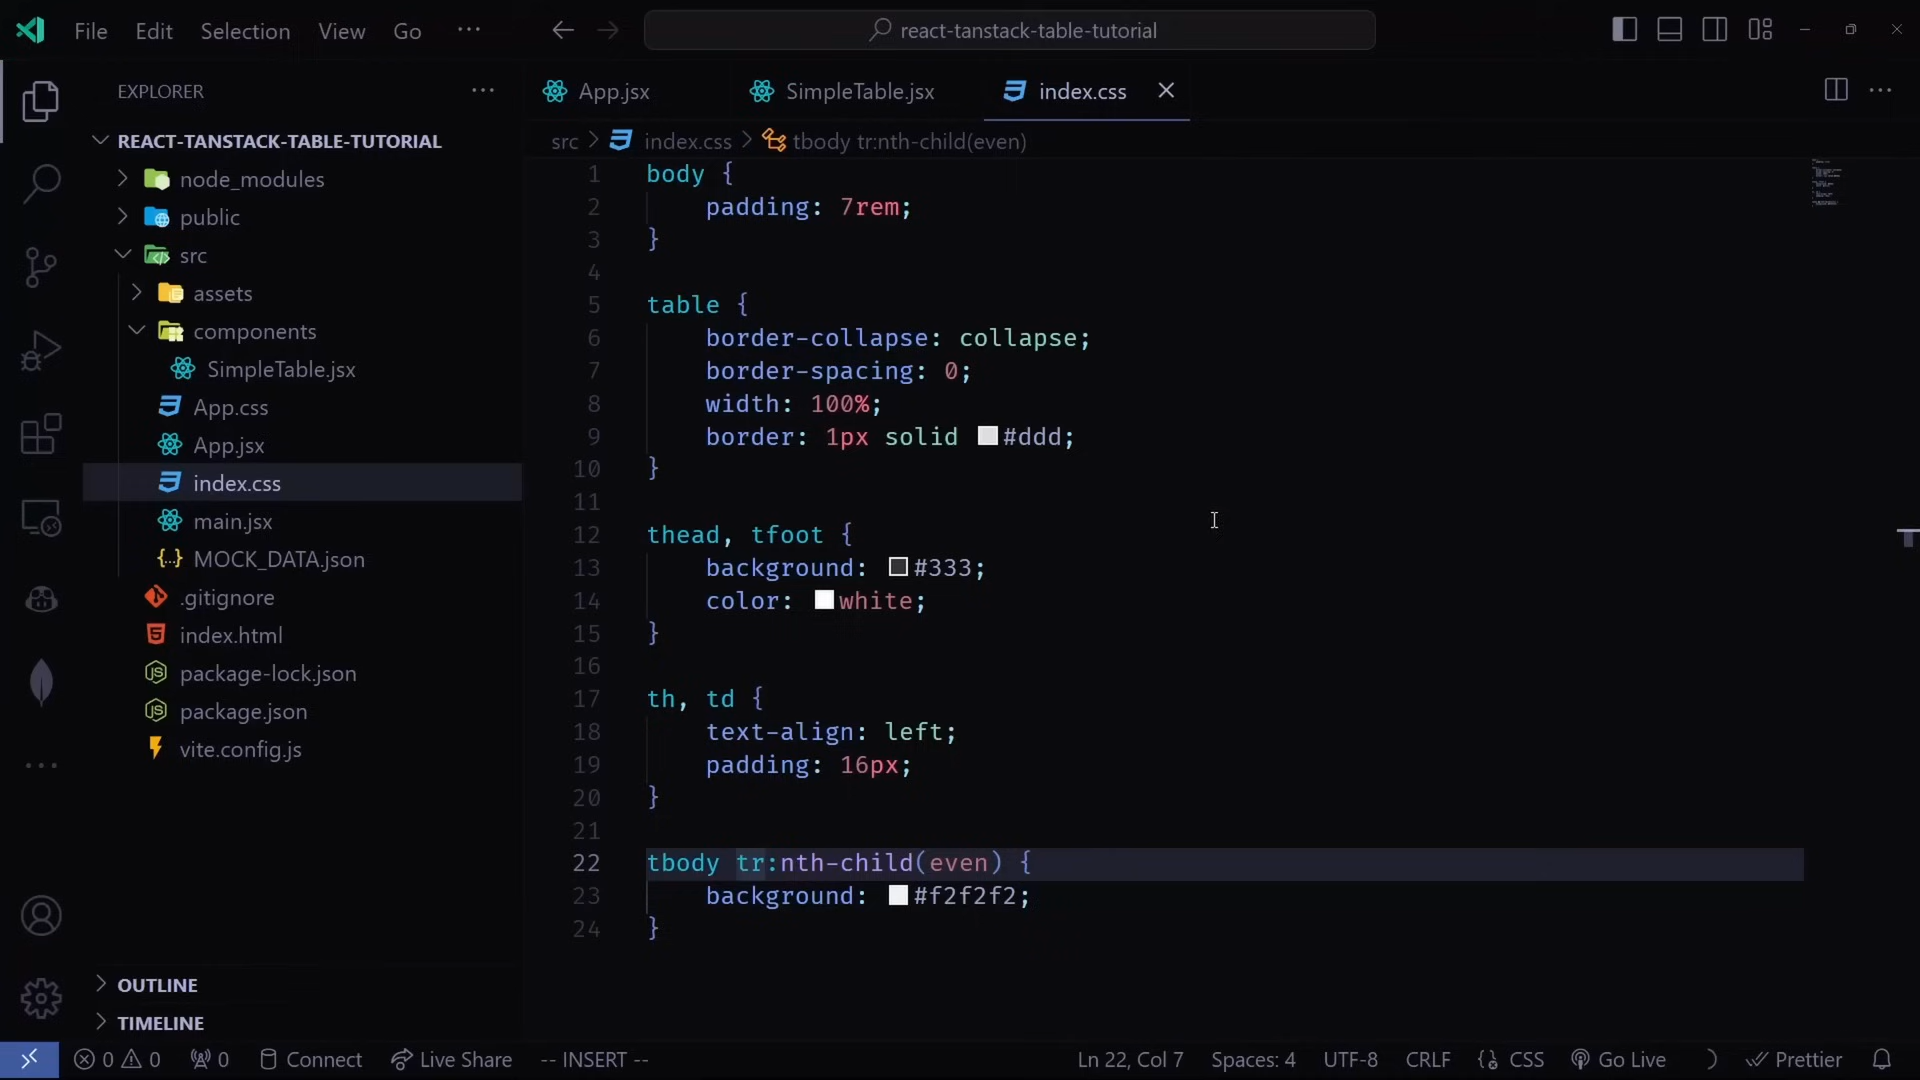 File Edit Selection View Go ··· react-tanstack-table-tutorial
EXPLORER ···
REACT-TANSTACK-TABLE-TUTORIAL
node_modules
public
src
assets
components
SimpleTable.jsx
App.css
App.jsx
index.css
main.jsx
MOCK_DATA.json
.gitignore
index.html
package-lock.json
package.json
vite.config.js
OUTLINE
TIMELINE
App.jsx SimpleTable.jsx index.css
src > index.css > tbody tr:nth-child(even)
1 body {
2 padding: 7rem;
3 }
4
5 table {
6 border-collapse: collapse;
7 border-spacing: 0;
8 width: 100%;
9 border: 1px solid #ddd;
10 }
11
12 thead, tfoot {
13 background: #333;
14 color: white;
15 }
16
17 th, td {
18 text-align: left;
19 padding: 16px;
20 }
21
22 tbody tr:nth-child(even) {
23 background: #f2f2f2;
24 }
0 0 0 Connect Live Share -- INSERT -- Ln 22, Col 7 Spaces: 4 UTF-8 CRLF CSS Go Live Prettier